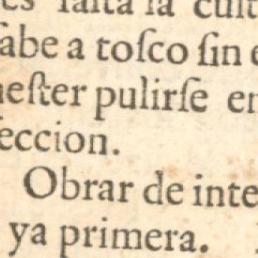 es falta la cult
ſabe a toſco ſin e
neſter pulirſe en
eccion.
Obrar de inte
ya primera.